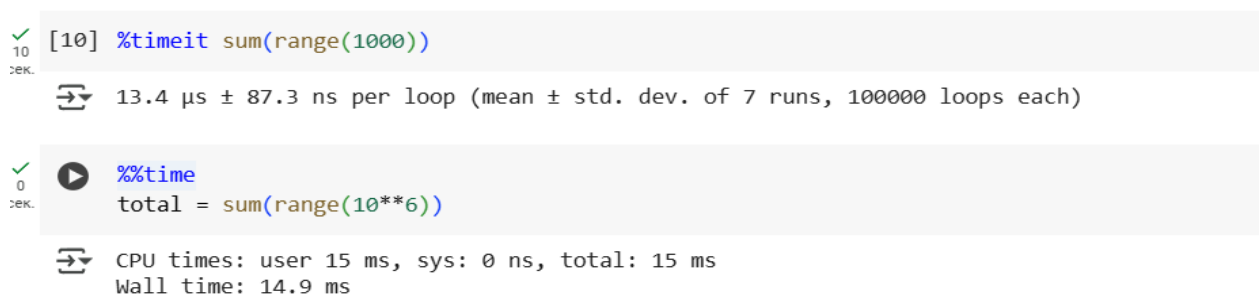 [10] %timeit sum(range(1000))
10
сек.
13.4 µs ± 87.3 ns per loop (mean ± std. dev. of 7 runs, 100000 loops each)
%%time
0
сек.
total = sum(range(10**6))
CPU times: user 15 ms, sys: 0 ns, total: 15 ms
Wall time: 14.9 ms